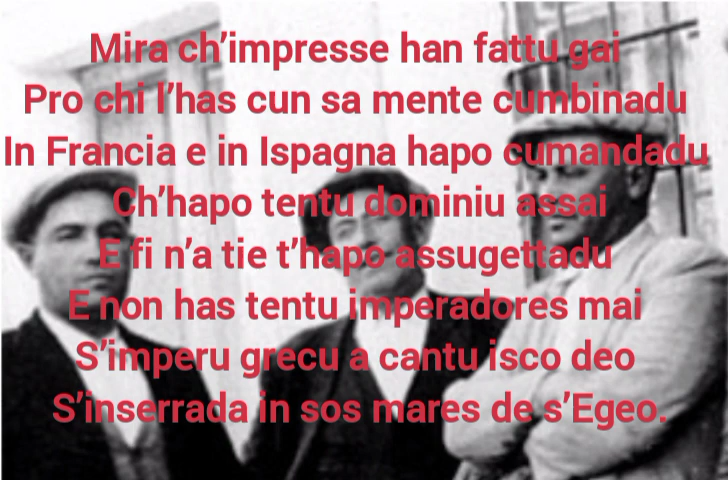 Mira ch'impresse han fattu gai
Pro chi l'has cun sa mente cumbinadu
In Francia e in Ispagna hapo cumandadu
Ch'hapo tentu dominiu assai
E fi n'a tie t'hapo assugettadu
E non has tentu imperadores mai
S'imperu grecu a cantu isco deo
S'inserrada in sos mares de s'Egeo.